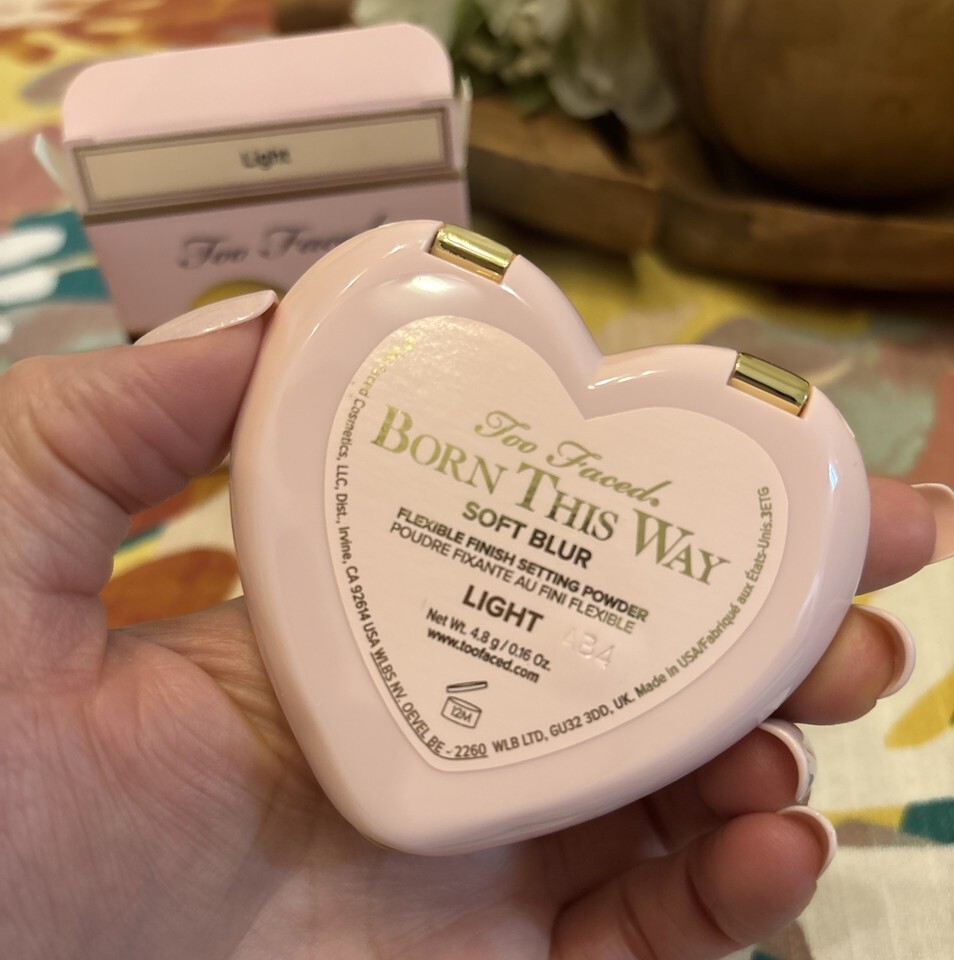 Light
Too Faced
Too Faced.
BORN THIS WAY
SOFT BLUR
FLEXIBLE FINISH SETTING POWDER
POUDRE FIXANTE AU FINI FLEXIBLE
LIGHT
Net Wt. 4.8 g / 0.16 Oz.
www.toofaced.com
AB4
12M
Faced Cosmetics, LLC, Dist., Irvine, CA 92614 USA WLBS NV. OEVEL BE - 2260 WLB LTD, GU32 3DD, UK. Made in USA/Fabriqué aux États-Unis.3ETG